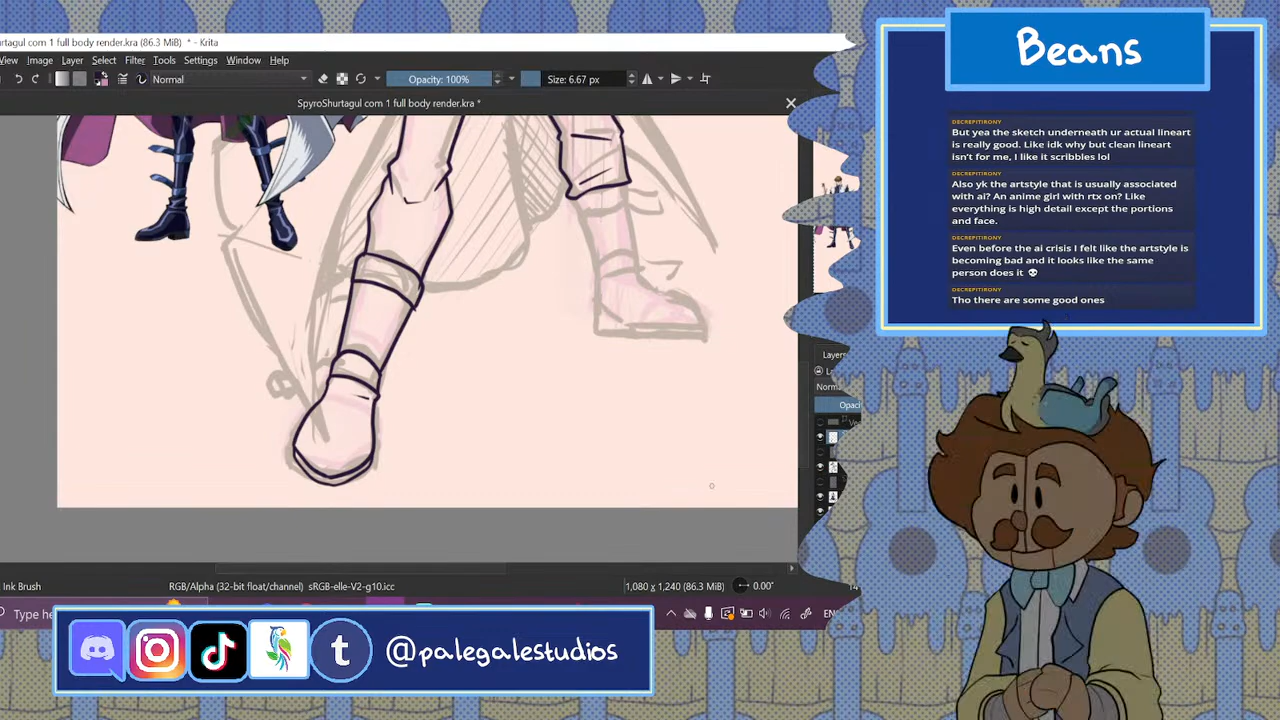 rtagul com 1 full body render.kra (86.3 MiB) * - Krita
View Image Layer Select Filter Tools Settings Window Help
Normal Opacity: 100% Size: 6.67 px
SpyroShurtagul com 1 full body render.kra *
Layers
Norm
Opac
Ink Brush RGB/Alpha (32-bit float/channel) sRGB-elle-V2-g10.icc 1,080 x 1,240 (86.3 MiB) 0.00° 14
Type he
EN
@palegalestudios
Beans
DECREPITIRONY
But yea the sketch underneath ur actual lineart
is really good. Like idk why but clean lineart
isn't for me, I like it scribbles lol
DECREPITIRONY
Also yk the artstyle that is usually associated
with ai? An anime girl with rtx on? Like
everything is high detail except the portions
and face.
DECREPITIRONY
Even before the ai crisis I felt like the artstyle is
becoming bad and it looks like the same
person does it 💀
DECREPITIRONY
Tho there are some good ones